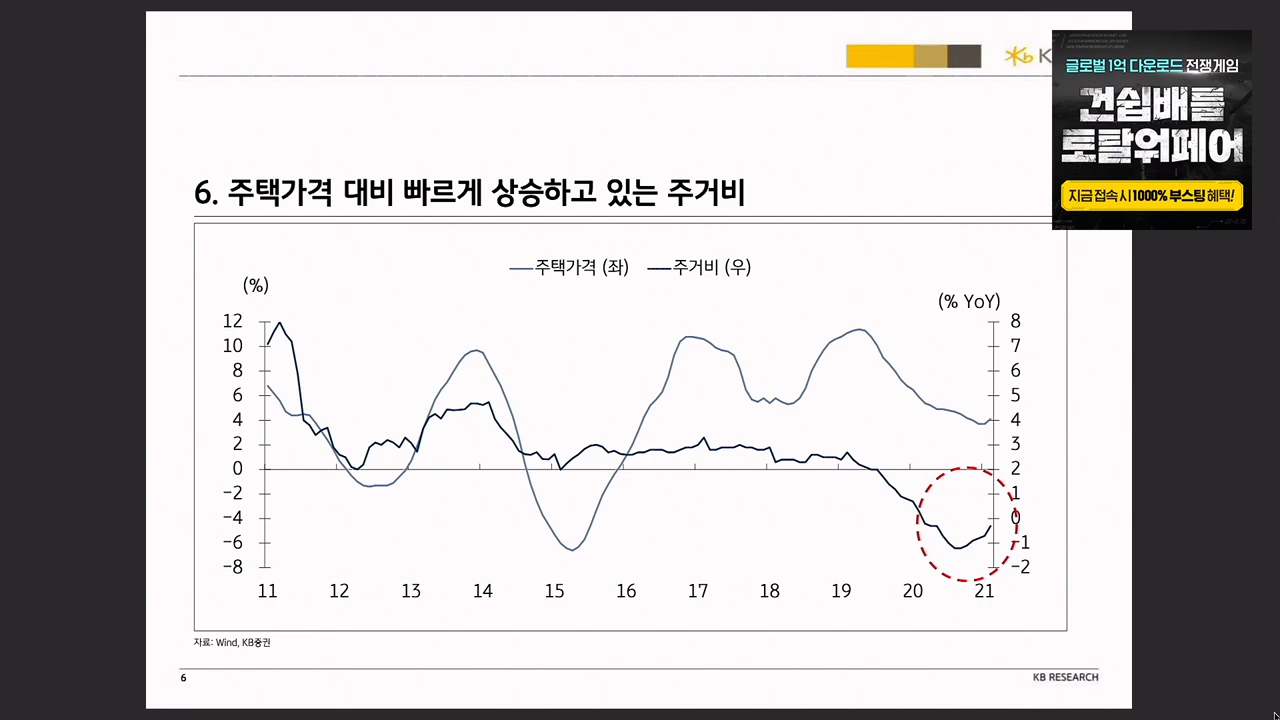 글로벌 1억 다운로드 전쟁게임
건쉽배틀
토탈워페어
지금 접속 시 1000% 부스팅 혜택!
6. 주택가격 대비 빠르게 상승하고 있는 주거비
주택가격 (좌) 주거비 (우)
(%)
(% YoY)
12
10
8
6
4
2
0
−2
−4
−6
−8
8
7
6
5
4
3
2
1
0
−1
−2
11 12 13 14 15 16 17 18 19 20 21
자료: Wind, KB증권
6
KB RESEARCH